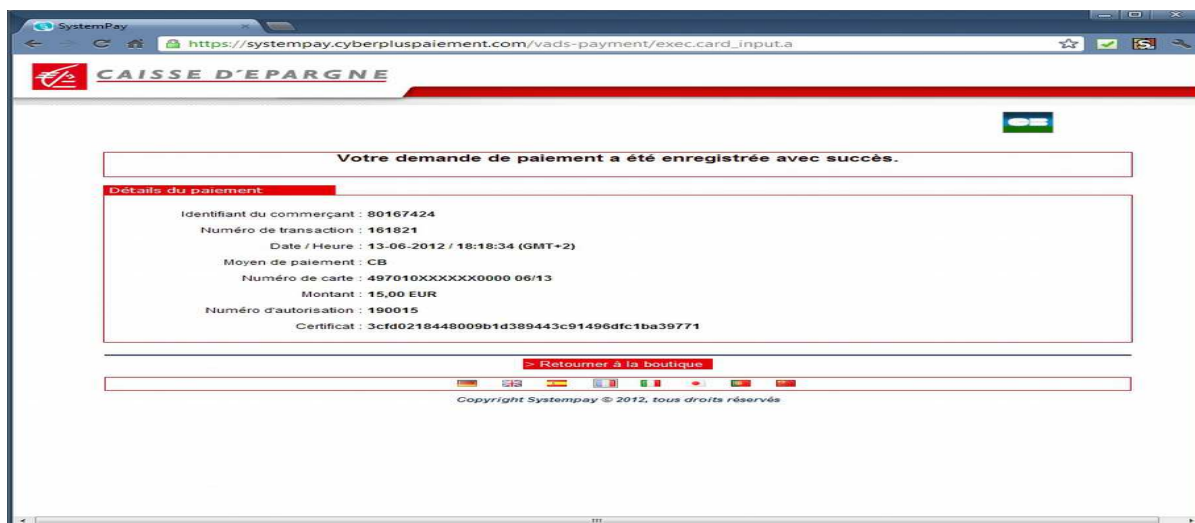 SystemPay
https://systempay.cyberpluspaiement.com/vads-payment/exec.card_input.a
CAISSE D'EPARGNE
CB
Votre demande de paiement a été enregistrée avec succès.
Détails du paiement
Identifiant du commerçant : 80167424
Numéro de transaction : 161821
Date / Heure : 13-06-2012 / 18:18:34 (GMT+2)
Moyen de paiement : CB
Numéro de carte : 497010XXXXXX0000 06/13
Montant : 15,00 EUR
Numéro d'autorisation : 190015
Certificat : 3cfd0218448009b1d389443c91496dfc1ba39771
> Retourner à la boutique
Copyright Systempay © 2012, tous droits réservés